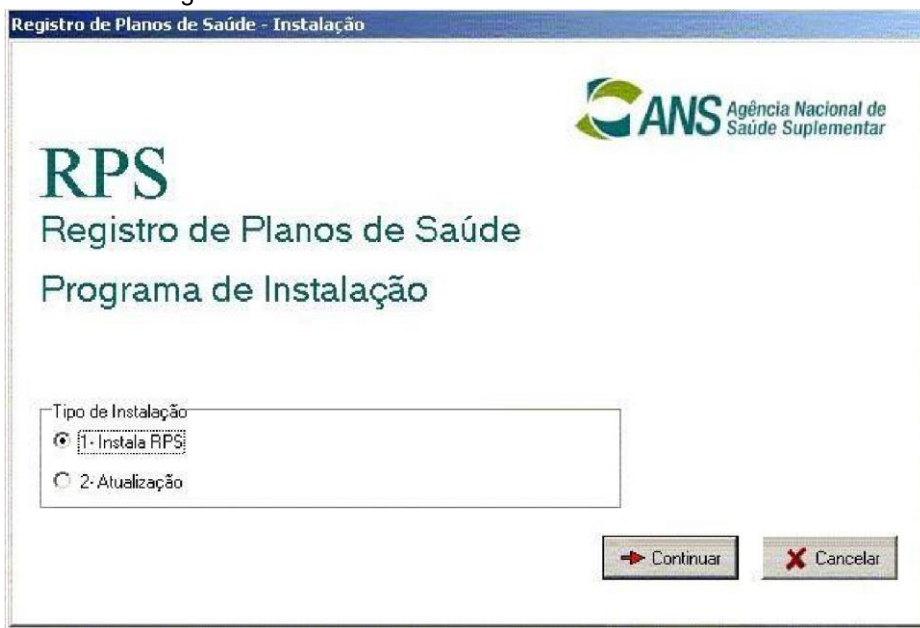 Registro de Planos de Saúde - Instalação
ANS Agência Nacional de
Saúde Suplementar
RPS
Registro de Planos de Saúde
Programa de Instalação
Tipo de Instalação
1- Instala RPS
2- Atualização
Continuar
Cancelar